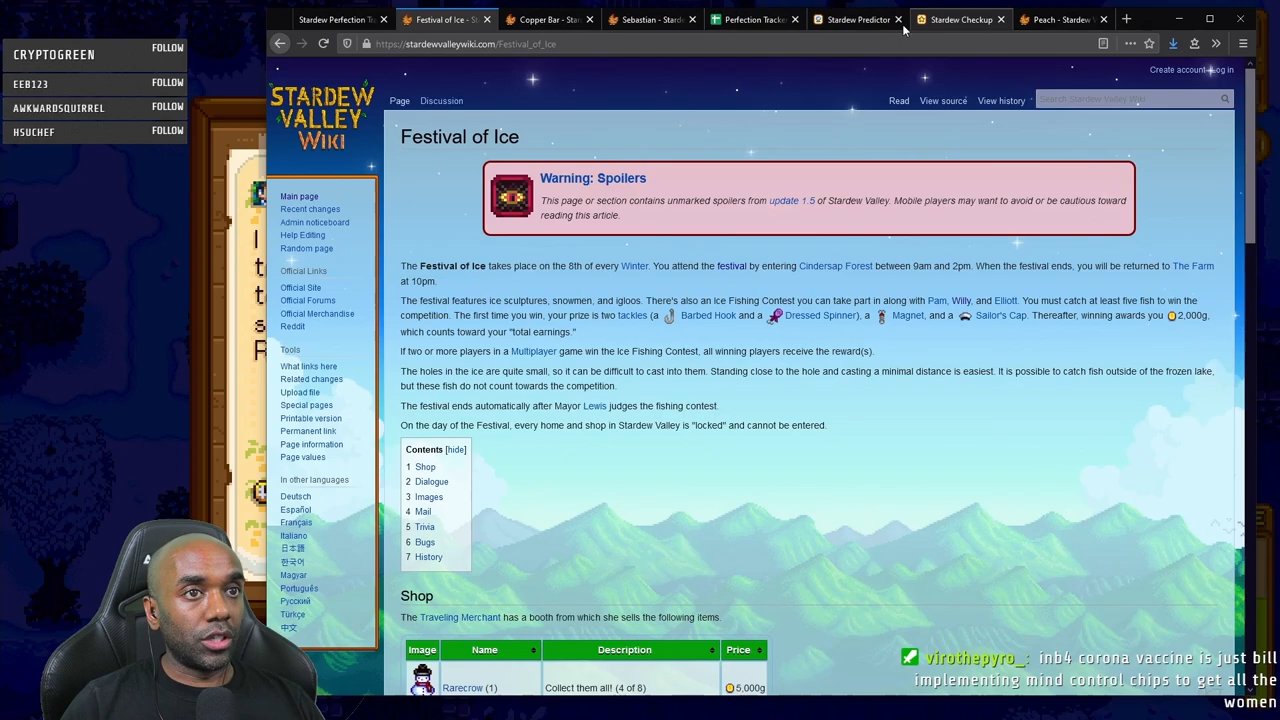 CRYPTOGREEN FOLLOW
EEB123 FOLLOW
AWKWARDSQUIRREL FOLLOW
HSUCHEF FOLLOW
Stardew Perfection Tr
Festival of Ice - S
Copper Bar - Star
Sebastian - Starde
Perfection Tracke
Stardew Predictor
Stardew Checkup
Peach - Stardew V
https://stardewvalleywiki.com/Festival_of_Ice
Create account Log in
STARDEW
VALLEY
WIKI
Page Discussion Read View source View history Search Stardew Valley Wiki
Main page
Recent changes
Admin noticeboard
Help Editing
Random page
Official Links
Official Site
Official Forums
Official Merchandise
Reddit
Tools
What links here
Related changes
Upload file
Special pages
Printable version
Permanent link
Page information
Page values
In other languages
Deutsch
Español
Français
Italiano
日本語
한국어
Magyar
Português
Русский
Türkçe
中文
Festival of Ice
Warning: Spoilers
This page or section contains unmarked spoilers from update 1.5 of Stardew Valley. Mobile players may want to avoid or be cautious toward
reading this article.
The Festival of Ice takes place on the 8th of every Winter. You attend the festival by entering Cindersap Forest between 9am and 2pm. When the festival ends, you will be returned to The Farm
at 10pm.
The festival features ice sculptures, snowmen, and igloos. There's also an Ice Fishing Contest you can take part in along with Pam, Willy, and Elliott. You must catch at least five fish to win the
competition. The first time you win, your prize is two tackles (a Barbed Hook and a Dressed Spinner), a Magnet, and a Sailor's Cap. Thereafter, winning awards you 2,000g,
which counts toward your "total earnings."
If two or more players in a Multiplayer game win the Ice Fishing Contest, all winning players receive the reward(s).
The holes in the ice are quite small, so it can be difficult to cast into them. Standing close to the hole and casting a minimal distance is easiest. It is possible to catch fish outside of the frozen lake,
but these fish do not count towards the competition.
The festival ends automatically after Mayor Lewis judges the fishing contest.
On the day of the Festival, every home and shop in Stardew Valley is "locked" and cannot be entered.
Contents [hide]
1 Shop
2 Dialogue
3 Images
4 Mail
5 Trivia
6 Bugs
7 History
Shop
The Traveling Merchant has a booth from which she sells the following items.
Image Name Description Price
Rarecrow (1) Collect them all! (4 of 8) 5,000g
virothepyro_: inb4 corona vaccine is just bill
implementing mind control chips to get all the
women